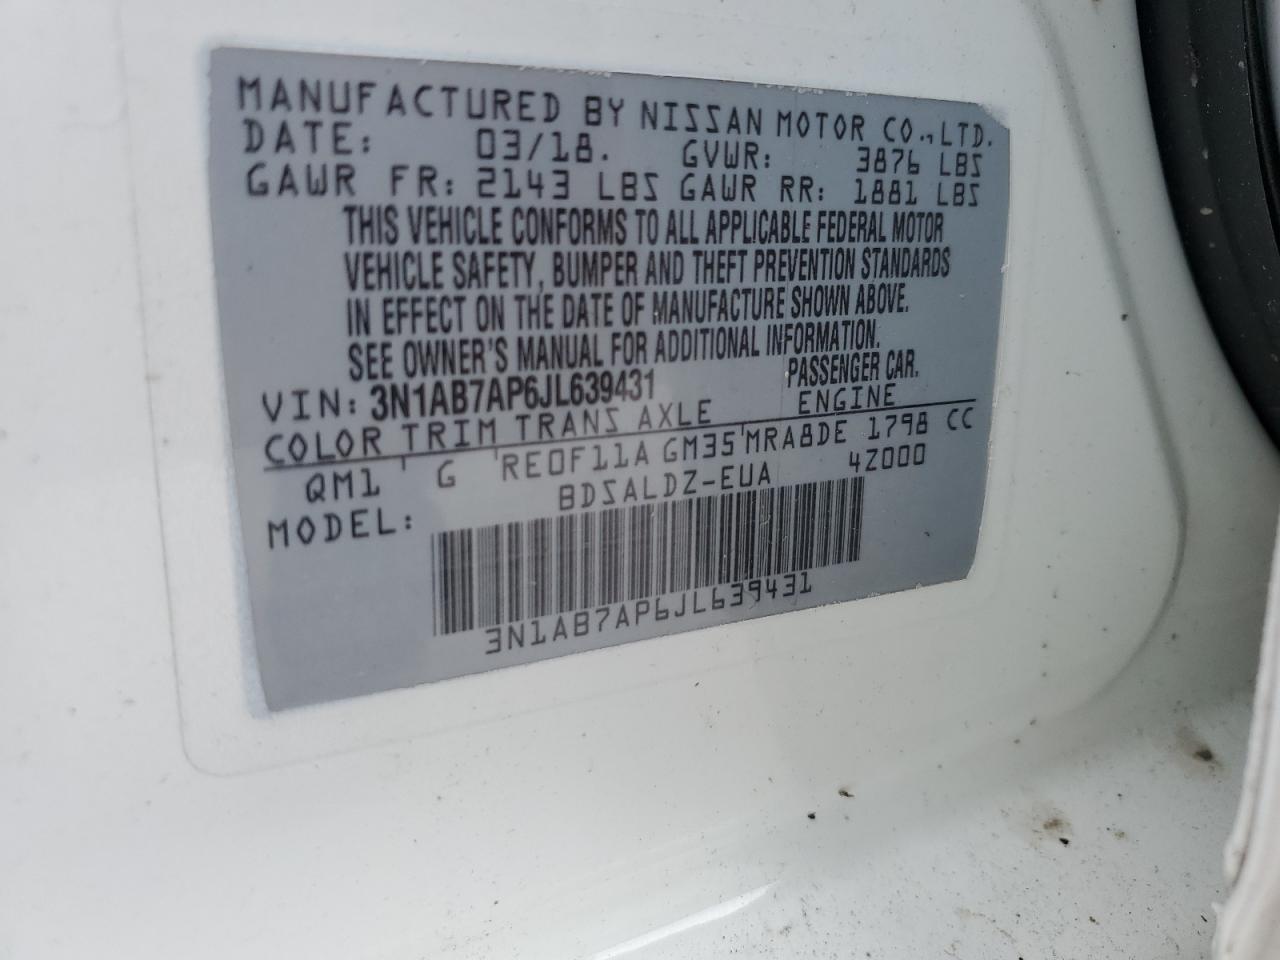 MANUFACTURED BY NISSAN MOTOR CO., LTD.
DATE: 03/18. GVWR: 3876 LBS
GAWR FR: 2143 LBS GAWR RR: 1881 LBS
THIS VEHICLE CONFORMS TO ALL APPLICABLE FEDERAL MOTOR
VEHICLE SAFETY, BUMPER AND THEFT PREVENTION STANDARDS
IN EFFECT ON THE DATE OF MANUFACTURE SHOWN ABOVE.
SEE OWNER'S MANUAL FOR ADDITIONAL INFORMATION.
VIN: 3N1AB7AP6JL639431 PASSENGER CAR.
COLOR TRIM TRANS AXLE ENGINE
QM1 G RE0F11A GM35 MRA8DE 1798 CC
MODEL: BDSALDZ-EUA 4Z000
3N1AB7AP6JL639431